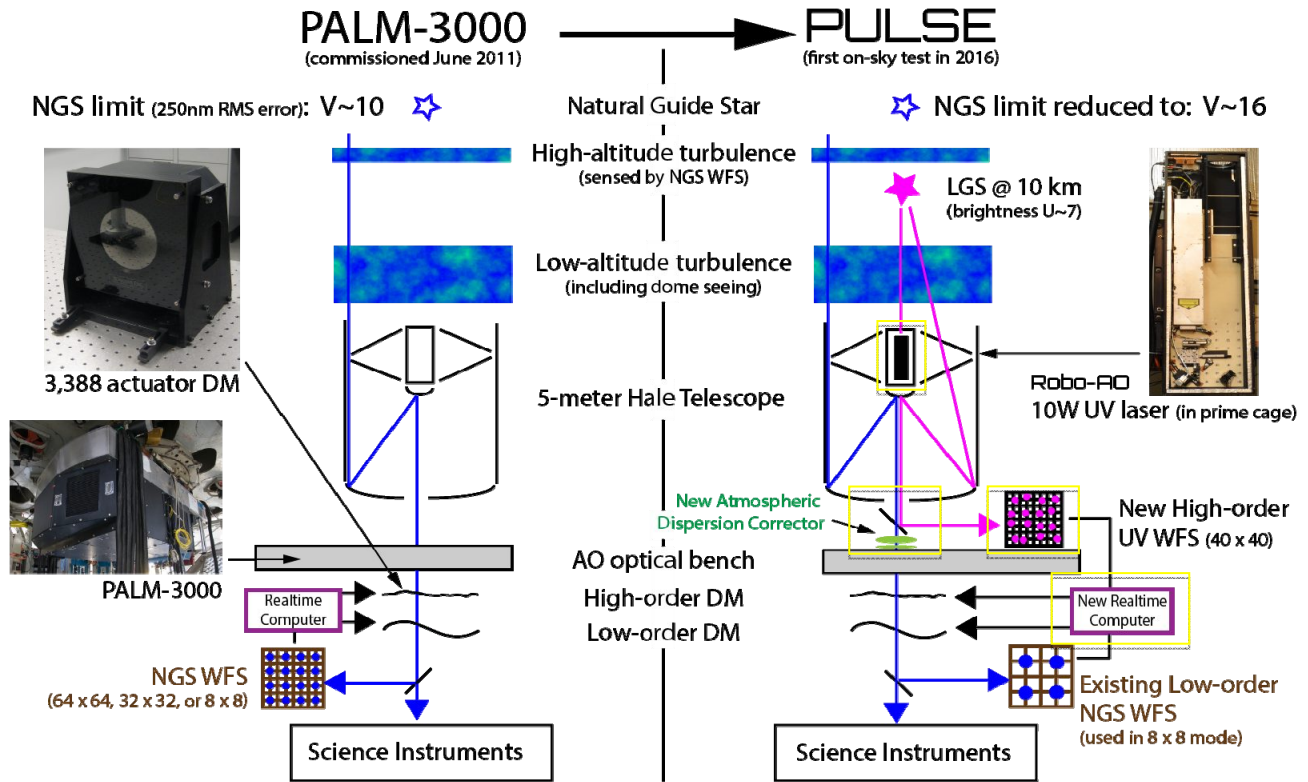 PALM-3000
(commissioned June 2011)
PULSE
(first on-sky test in 2016)
NGS limit (250nm RMS error): V~10
Natural Guide Star
NGS limit reduced to: V~16
High-altitude turbulence
(sensed by NGS WFS)
LGS @ 10 km
(brightness U~7)
Low-altitude turbulence
(including dome seeing)
3,388 actuator DM
5-meter Hale Telescope
Robo-AO
10W UV laser (in prime cage)
New Atmospheric
Dispersion Corrector
New High-order
UV WFS (40 x 40)
PALM-3000
AO optical bench
High-order DM
Low-order DM
Realtime
Computer
New Realtime
Computer
NGS WFS
(64 x 64, 32 x 32, or 8 x 8)
Existing Low-order
NGS WFS
(used in 8 x 8 mode)
Science Instruments
Science Instruments